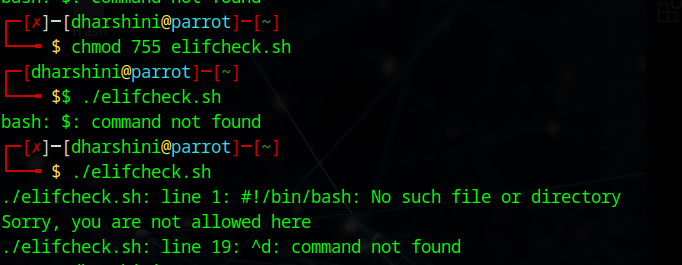 bash: $: command not found
┌─[✗]─[dharshini@parrot]─[~]
└──╼ $ chmod 755 elifcheck.sh
┌─[dharshini@parrot]─[~]
└──╼ $$ ./elifcheck.sh
bash: $: command not found
┌─[✗]─[dharshini@parrot]─[~]
└──╼ $ ./elifcheck.sh
./elifcheck.sh: line 1: #!/bin/bash: No such file or directory
Sorry, you are not allowed here
./elifcheck.sh: line 19: ^d: command not found